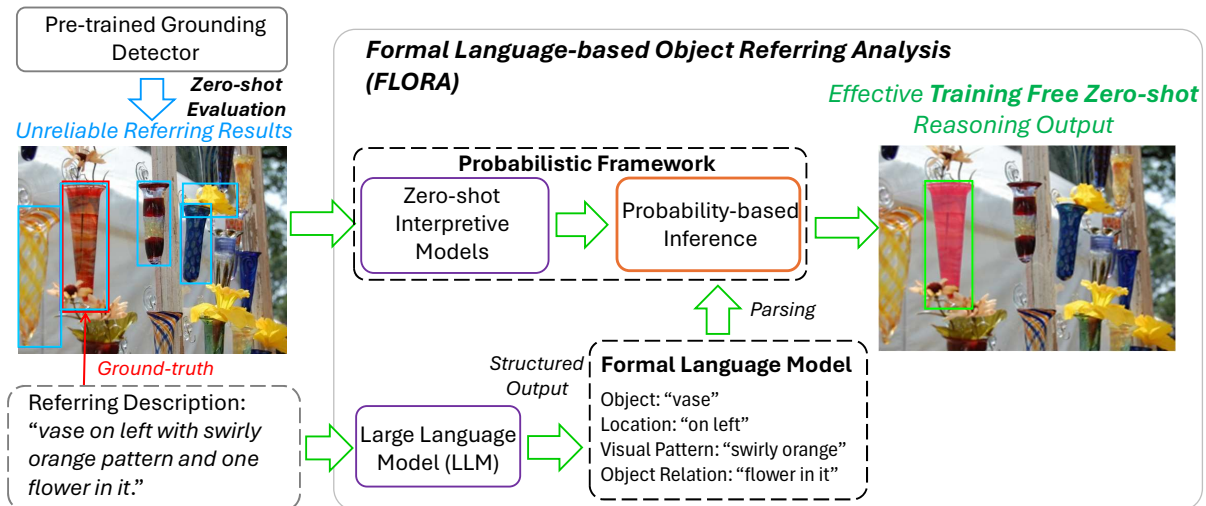 Pre-trained Grounding
Detector
Zero-shot
Evaluation
Unreliable Referring Results
Ground-truth
Referring Description:
“vase on left with swirly
orange pattern and one
flower in it.”
Formal Language-based Object Referring Analysis
(FLORA)
Probabilistic Framework
Zero-shot
Interpretive
Models
Probability-based
Inference
Parsing
Large Language
Model (LLM)
Structured
Output
Formal Language Model
Object: “vase”
Location: “on left”
Visual Pattern: “swirly orange”
Object Relation: “flower in it”
Effective Training Free Zero-shot
Reasoning Output